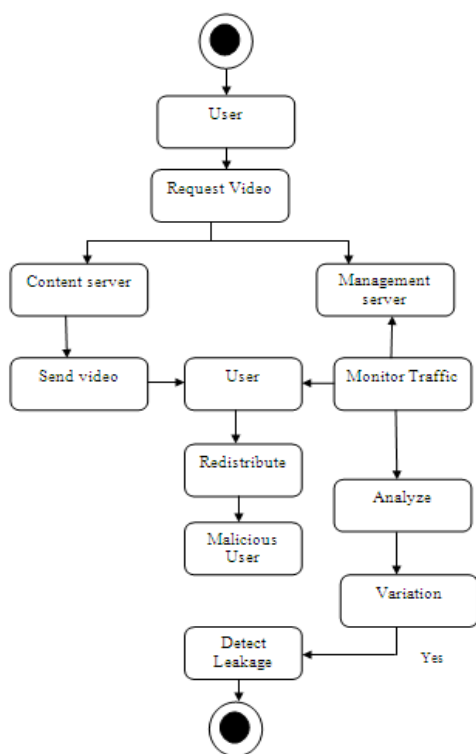 User
Request Video
Content server
Management
server
Send video
User
Monitor Traffic
Redistribute
Analyze
Malicious
User
Variation
Detect
Leakage
Yes